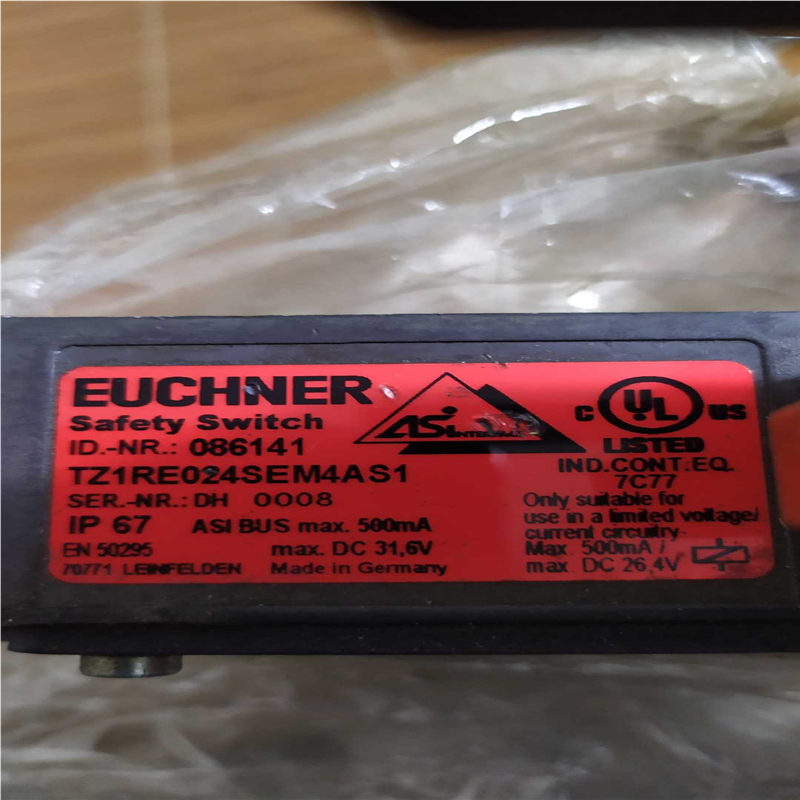 EUCHNER
Safety Switch
ID.-NR.: 086141
TZ1RE024SEM4AS1
SER.-NR.: DH 0008
IP 67 ASI BUS max. 500mA
EN 50295 max. DC 31,6V
70771 LEINFELDEN Made in Germany
ASi
C UL US
LISTED
IND.CONT.EQ.
7C77
Only suitable for
use in a limited voltage/
current circuitry
Max. 500mA /
max. DC 26,4V